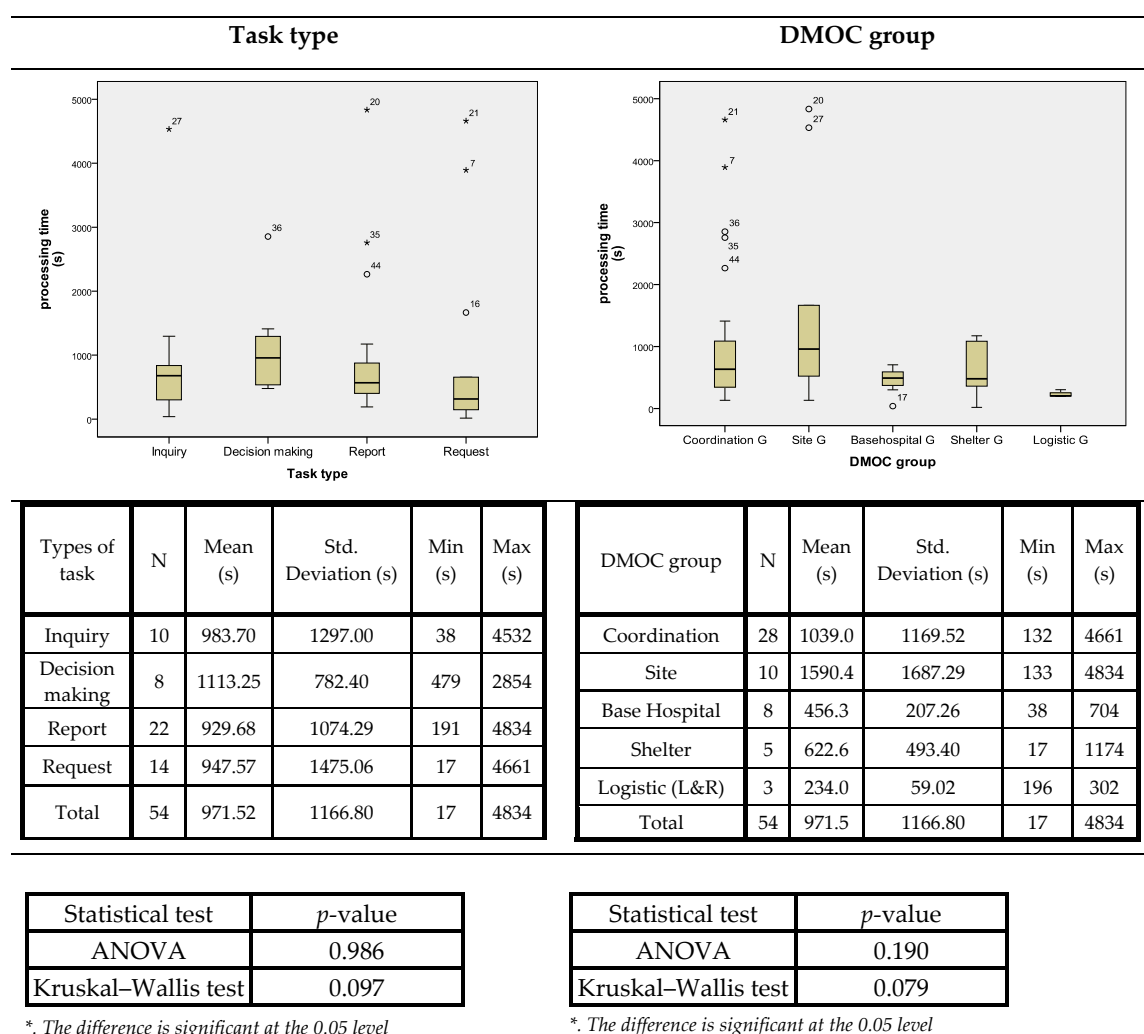 Task type
DMOC group
5000
4000
3000
2000
1000
0
processing time
(s)
27
36
20
35
44
21
7
16
Inquiry
Decision making
Report
Request
Task type
5000
4000
3000
2000
1000
0
processing time
(s)
21
7
36
35
44
20
27
17
Coordination G
Site G
Basehospital G
Shelter G
Logistic G
DMOC group
Types of task N Mean (s) Std. Deviation (s) Min (s) Max (s)
Inquiry 10 983.70 1297.00 38 4532
Decision making 8 1113.25 782.40 479 2854
Report 22 929.68 1074.29 191 4834
Request 14 947.57 1475.06 17 4661
Total 54 971.52 1166.80 17 4834
DMOC group N Mean (s) Std. Deviation (s) Min (s) Max (s)
Coordination 28 1039.0 1169.52 132 4661
Site 10 1590.4 1687.29 133 4834
Base Hospital 8 456.3 207.26 38 704
Shelter 5 622.6 493.40 17 1174
Logistic (L&R) 3 234.0 59.02 196 302
Total 54 971.5 1166.80 17 4834
Statistical test p-value
ANOVA 0.986
Kruskal–Wallis test 0.097
*. The difference is significant at the 0.05 level
Statistical test p-value
ANOVA 0.190
Kruskal–Wallis test 0.079
*. The difference is significant at the 0.05 level